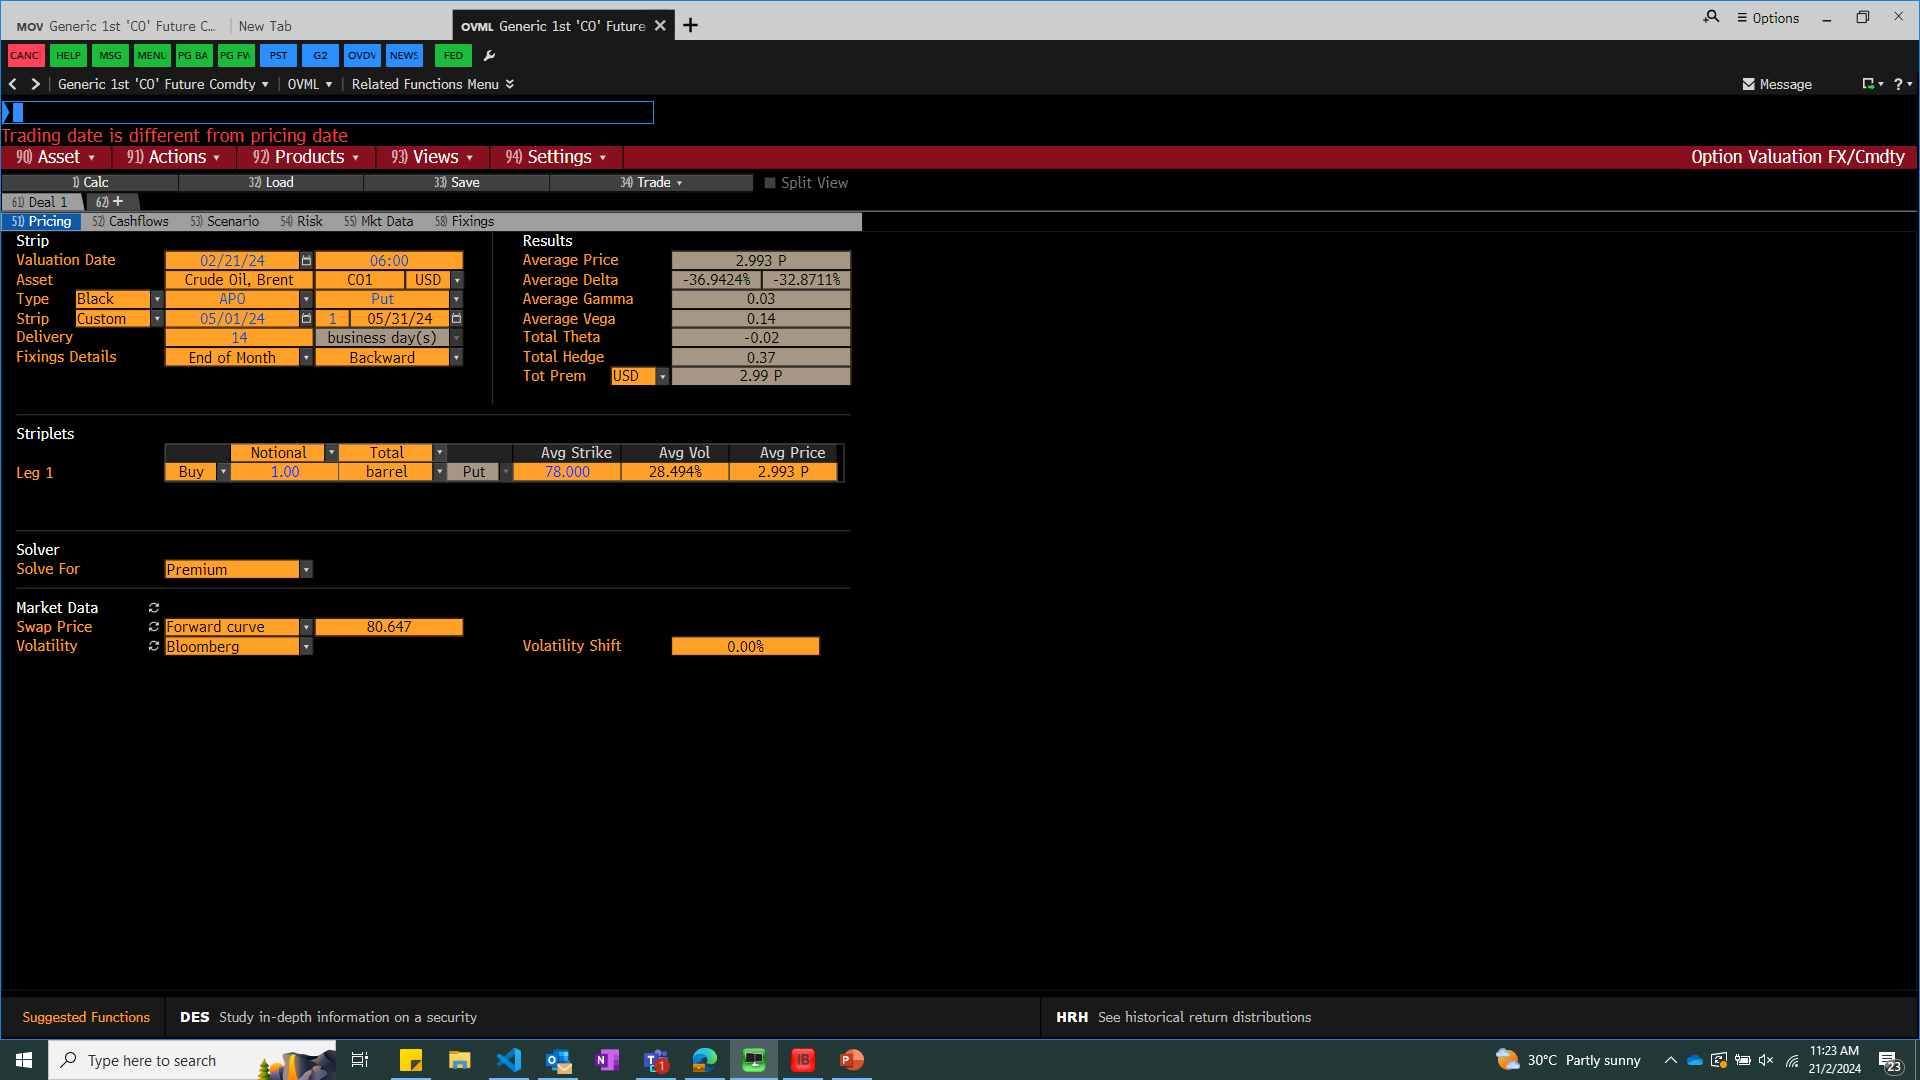 MOV Generic 1st 'CO' Future C... New Tab OVML Generic 1st 'CO' Future Options
CANC HELP MSG MENU PG BA PG FW PST G2 OVDV NEWS FED
Generic 1st 'CO' Future Comdty OVML Related Functions Menu Message ?
Trading date is different from pricing date
90) Asset 91) Actions 92) Products 93) Views 94) Settings Option Valuation FX/Cmdty
1) Calc 32) Load 33) Save 34) Trade Split View
61) Deal 1 62) +
51) Pricing 52) Cashflows 53) Scenario 54) Risk 55) Mkt Data 58) Fixings
Strip Results
Valuation Date 02/21/24 06:00 Average Price 2.993 P
Asset Crude Oil, Brent CO1 USD Average Delta -36.9424% -32.8711%
Type Black APO Put Average Gamma 0.03
Strip Custom 05/01/24 1 05/31/24 Average Vega 0.14
Delivery 14 business day(s) Total Theta -0.02
Fixings Details End of Month Backward Total Hedge 0.37
Tot Prem USD 2.99 P
Striplets
Notional Total Avg Strike Avg Vol Avg Price
Leg 1 Buy 1.00 barrel Put 78.000 28.494% 2.993 P
Solver
Solve For Premium
Market Data
Swap Price Forward curve 80.647
Volatility Bloomberg Volatility Shift 0.00%
Suggested Functions DES Study in-depth information on a security HRH See historical return distributions
Type here to search N 1 IB P 30°C Partly sunny 11:23 AM
21/2/2024 23